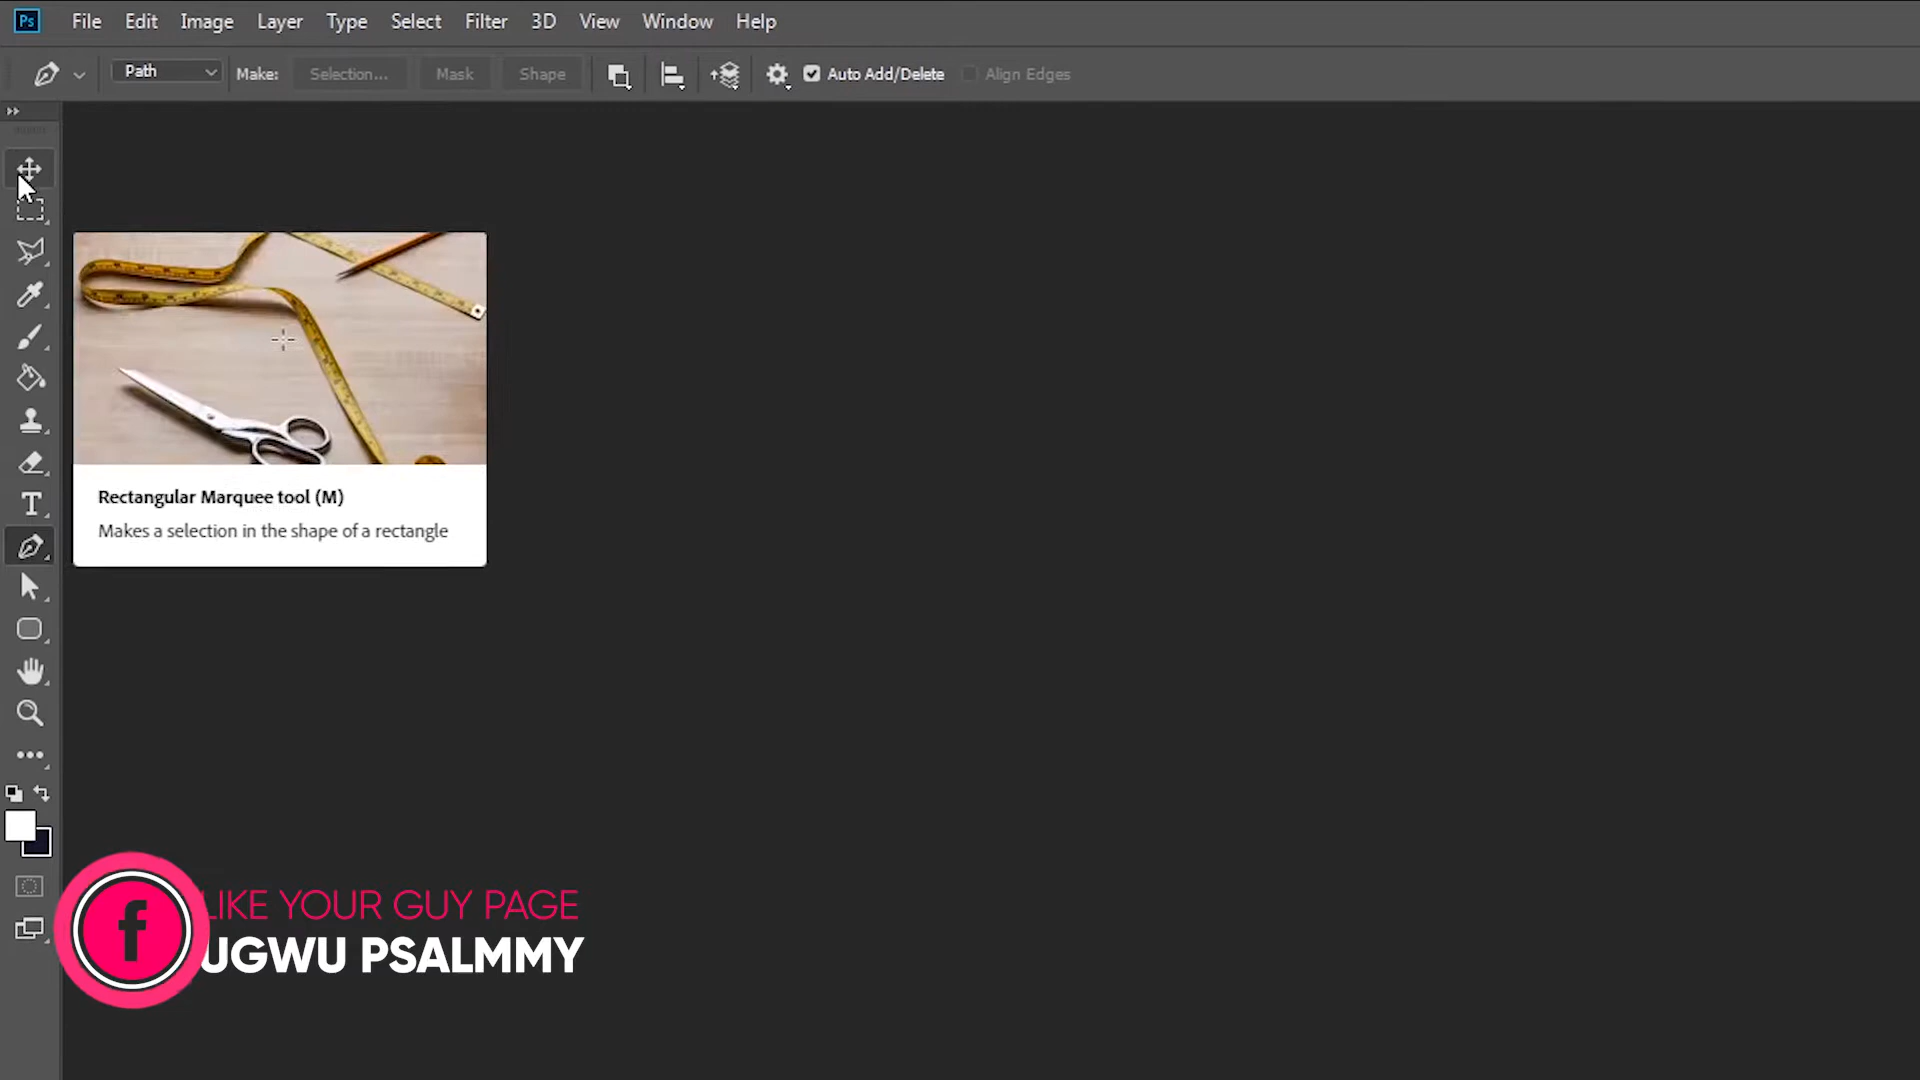 Ps File Edit Image Layer Type Select Filter 3D View Window Help
Path Make: Selection... Mask Shape Auto Add/Delete Align Edges
Rectangular Marquee tool (M)
Makes a selection in the shape of a rectangle
T
f
LIKE YOUR GUY PAGE
UGWU PSALMMY